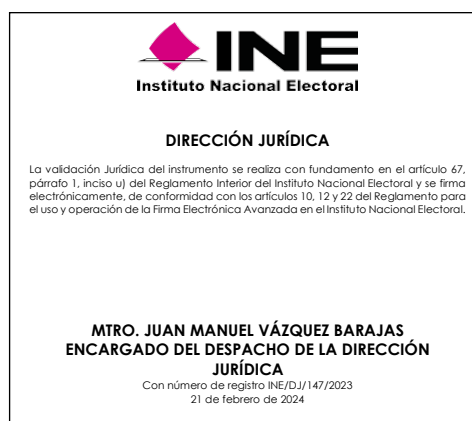 INE
Instituto Nacional Electoral
DIRECCIÓN JURÍDICA
La validación Jurídica del instrumento se realiza con fundamento en el artículo 67,
párrafo 1, inciso u) del Reglamento Interior del Instituto Nacional Electoral y se firma
electrónicamente, de conformidad con los artículos 10, 12 y 22 del Reglamento para
el uso y operación de la Firma Electrónica Avanzada en el Instituto Nacional Electoral.
MTRO. JUAN MANUEL VÁZQUEZ BARAJAS
ENCARGADO DEL DESPACHO DE LA DIRECCIÓN
JURÍDICA
Con número de registro INE/DJ/147/2023
21 de febrero de 2024